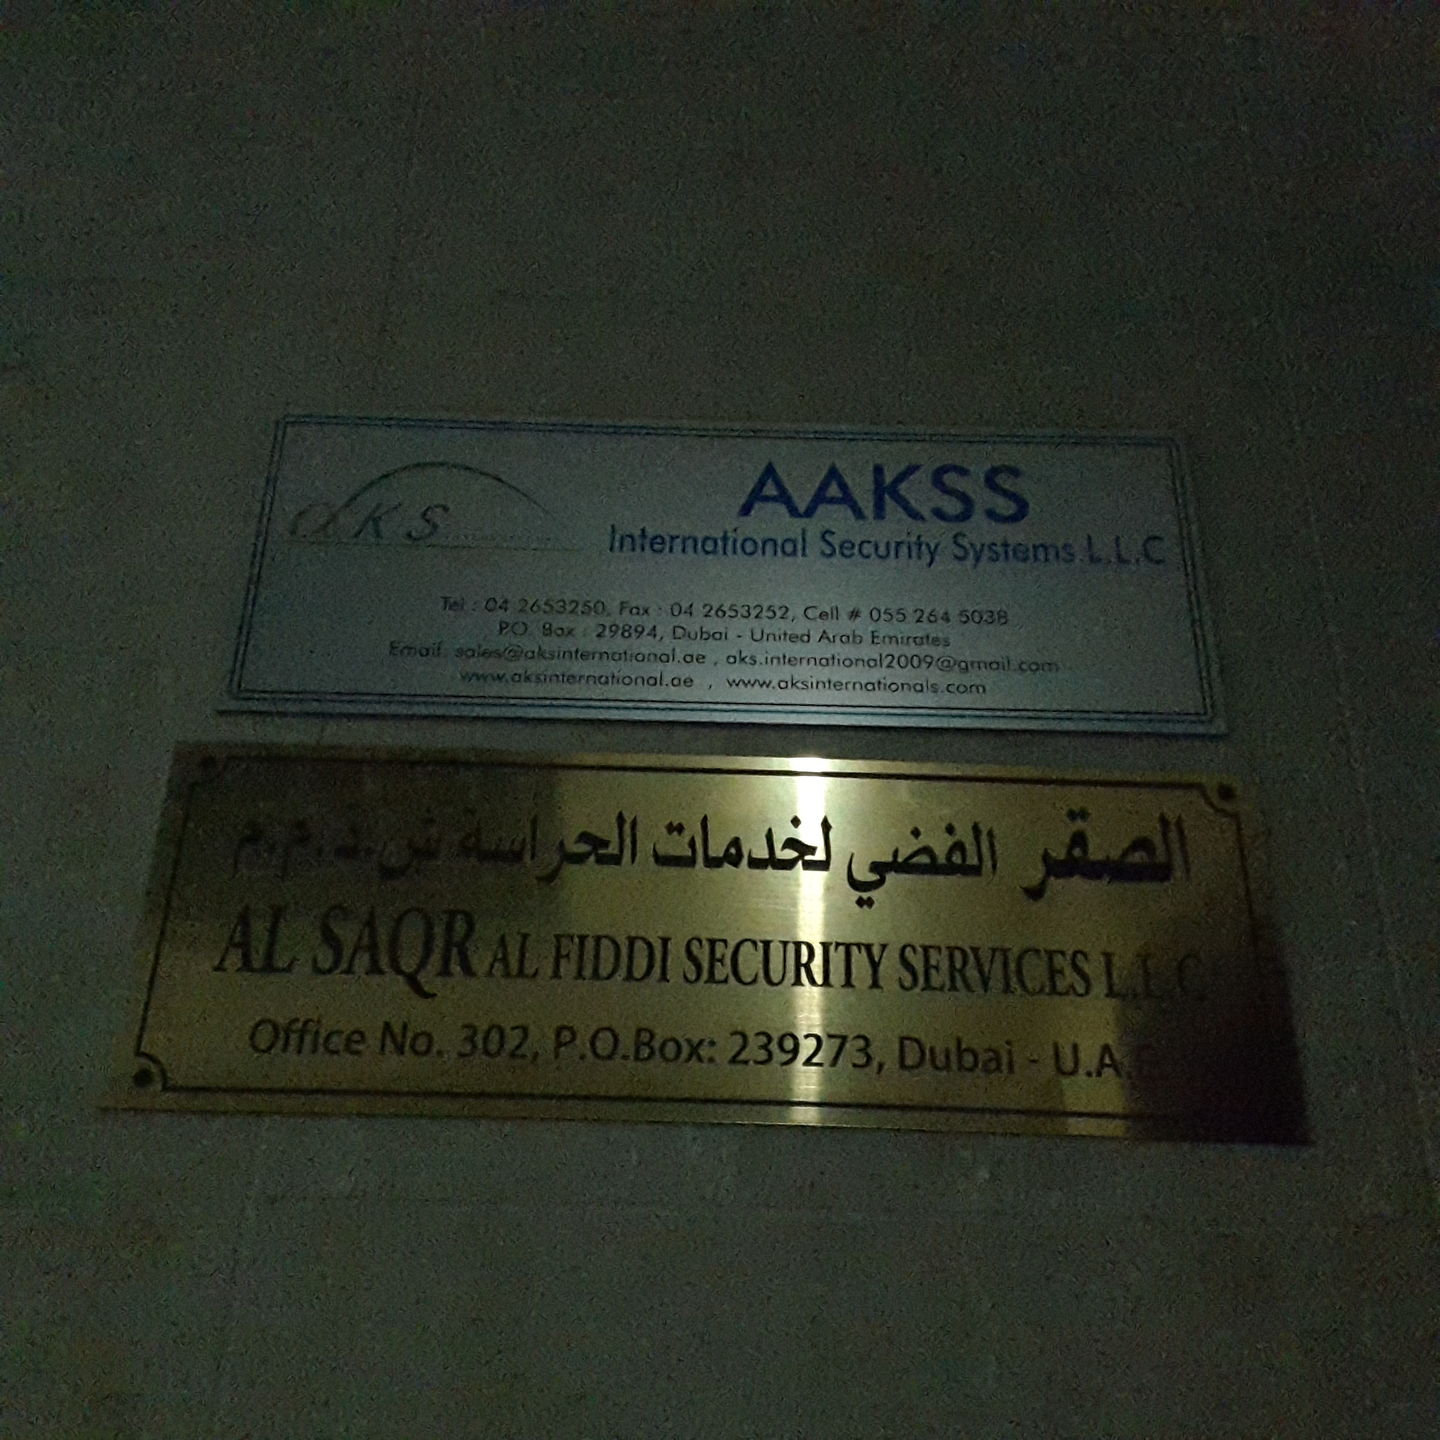 AKS
AAKSS
International Security Systems L.L.C
Tel : 04 2653250, Fax : 04 2653252, Cell # 055 264 5038
P.O. Box : 29894, Dubai - United Arab Emirates
Email: sales@aksinternational.ae , aks.international2009@gmail.com
www.aksinternational.ae , www.aksinternationals.com
الصقر الفضي لخدمات الحراسة ش.ذ.م.م
AL SAQR AL FIDDI SECURITY SERVICES L.L.C
Office No. 302, P.O.Box: 239273, Dubai - U.A.E